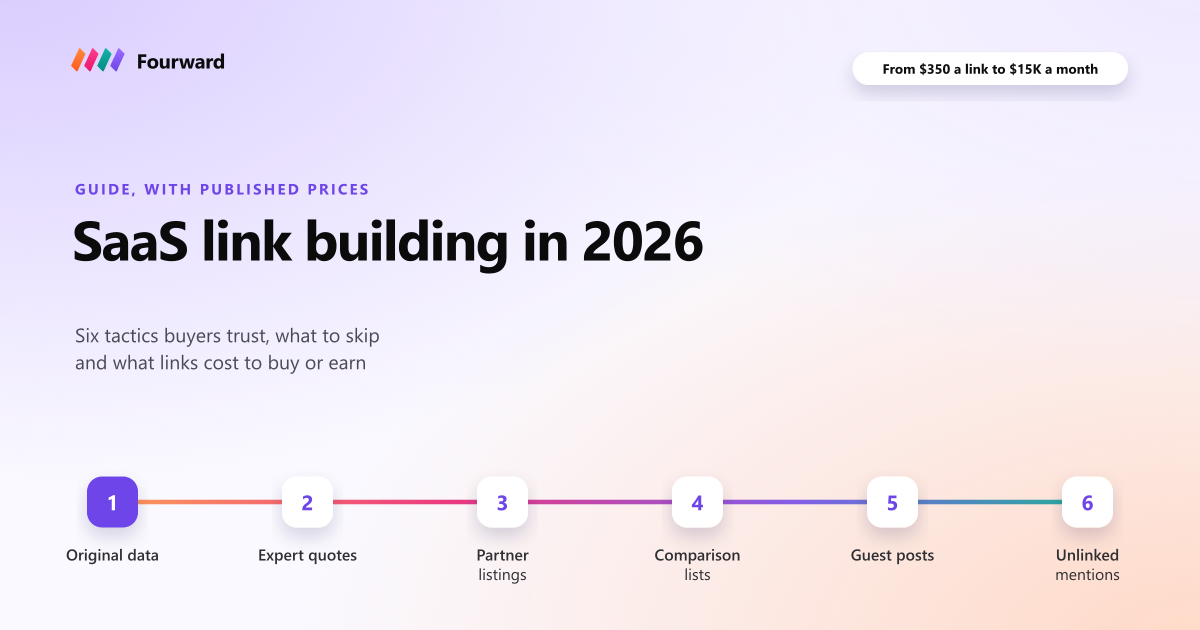 Fourward
From $350 a link to $15K a month
GUIDE, WITH PUBLISHED PRICES
SaaS link building in 2026
Six tactics buyers trust, what to skip
and what links cost to buy or earn
1
Original data
2
Expert quotes
3
Partner
listings
4
Comparison
lists
5
Guest posts
6
Unlinked
mentions